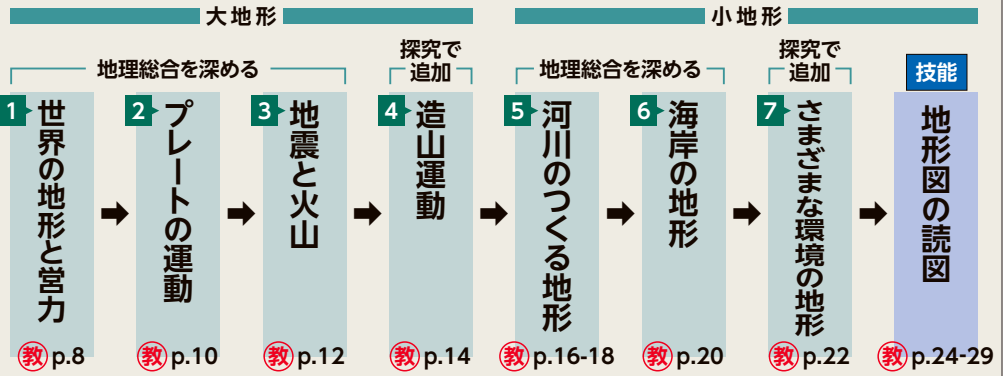 大地形
小地形
地理総合を深める
探究で
追加
地理総合を深める
探究で
追加
技能
1 世界の地形と営力
2 プレートの運動
3 地震と火山
4 造山運動
5 河川のつくる地形
6 海岸の地形
7 さまざまな環境の地形
地形図の読図
教 p.8
教 p.10
教 p.12
教 p.14
教 p.16-18
教 p.20
教 p.22
教 p.24-29